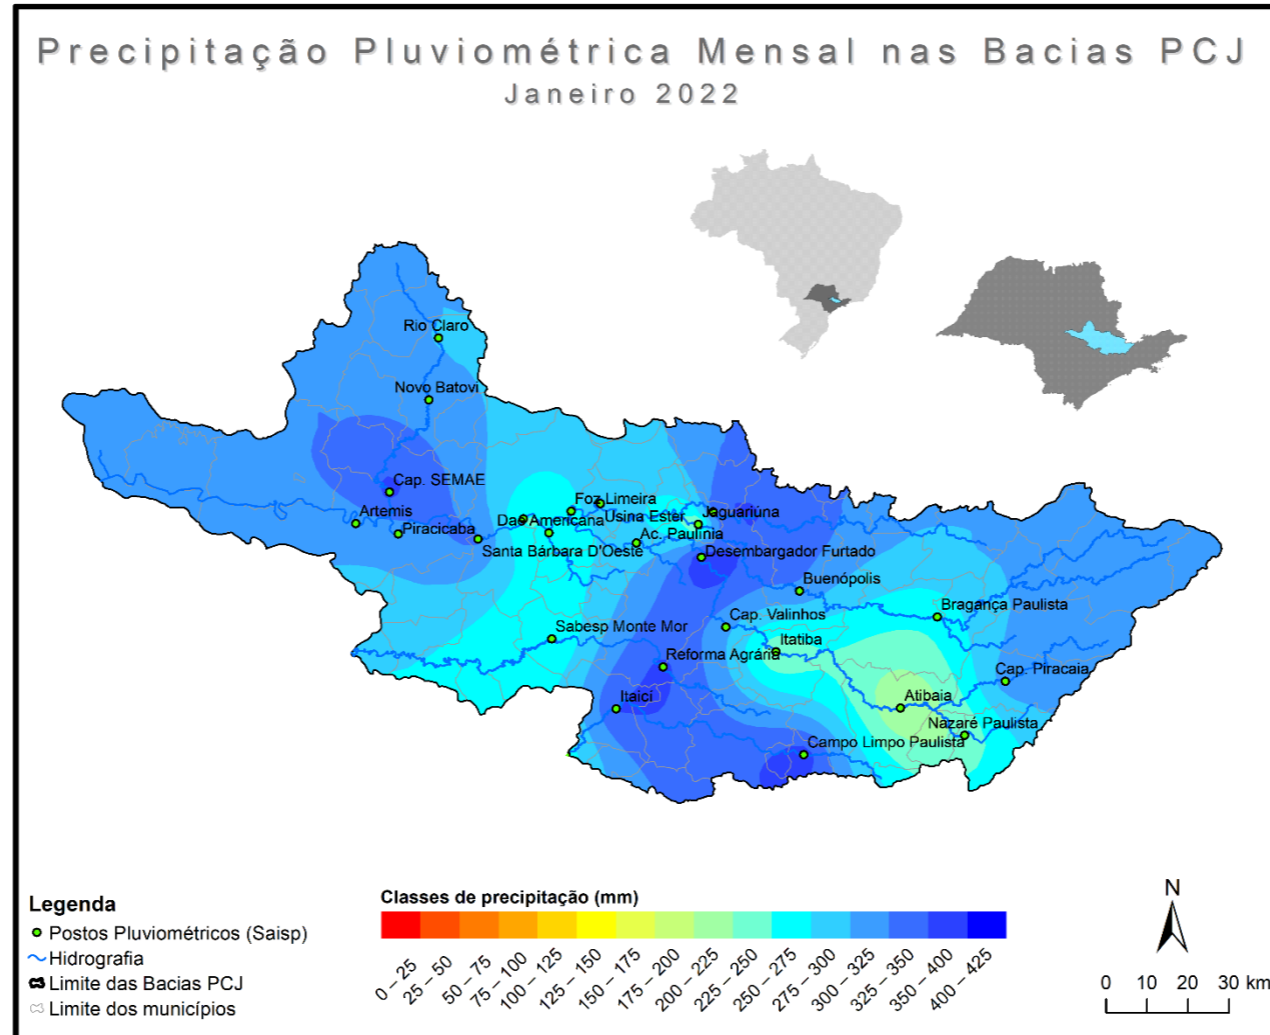 Precipitação Pluviométrica Mensal nas Bacias PCJ
Janeiro 2022
Rio Claro
Novo Batovi
Cap. SEMAE
Artemis
Piracicaba
Foz Limeira
Dae Americana
Usina Ester
Jaguariúna
Ac. Paulínia
Santa Bárbara D'Oeste
Desembargador Furtado
Buenópolis
Bragança Paulista
Cap. Valinhos
Sabesp Monte Mor
Itatiba
Reforma Agrária
Cap. Piracaia
Itaici
Atibaia
Nazaré Paulista
Campo Limpo Paulista
Legenda
Postos Pluviométricos (Saisp)
Hidrografia
Limite das Bacias PCJ
Limite dos municípios
Classes de precipitação (mm)
0 – 25
25 – 50
50 – 75
75 – 100
100 – 125
125 – 150
150 – 175
175 – 200
200 – 225
225 – 250
250 – 275
275 – 300
300 – 325
325 – 350
350 – 400
400 – 425
N
0 10 20 30 km